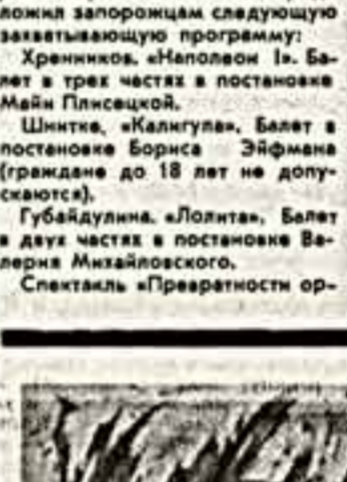 ложил запорожцам следующую
захватывающую программу:
Хренников. «Наполеон I». Ба-
лет в трех частях в постановке
Майи Плисецкой.
Шнитке, «Калигула». Балет в
постановке Бориса Эйфмана
(граждане до 18 лет не допу-
скаются).
Губайдулина. «Лолита». Балет
в двух частях в постановке Ва-
лерия Михайловского.
Спектакль «Превратности ор-